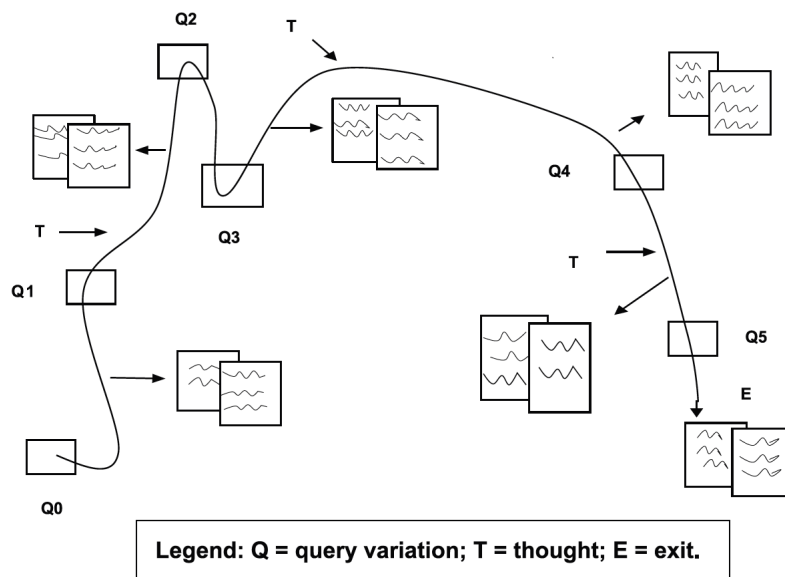 Q2
T
Q4
Q3
T
T
Q1
Q5
E
Q0
Legend: Q = query variation; T = thought; E = exit.